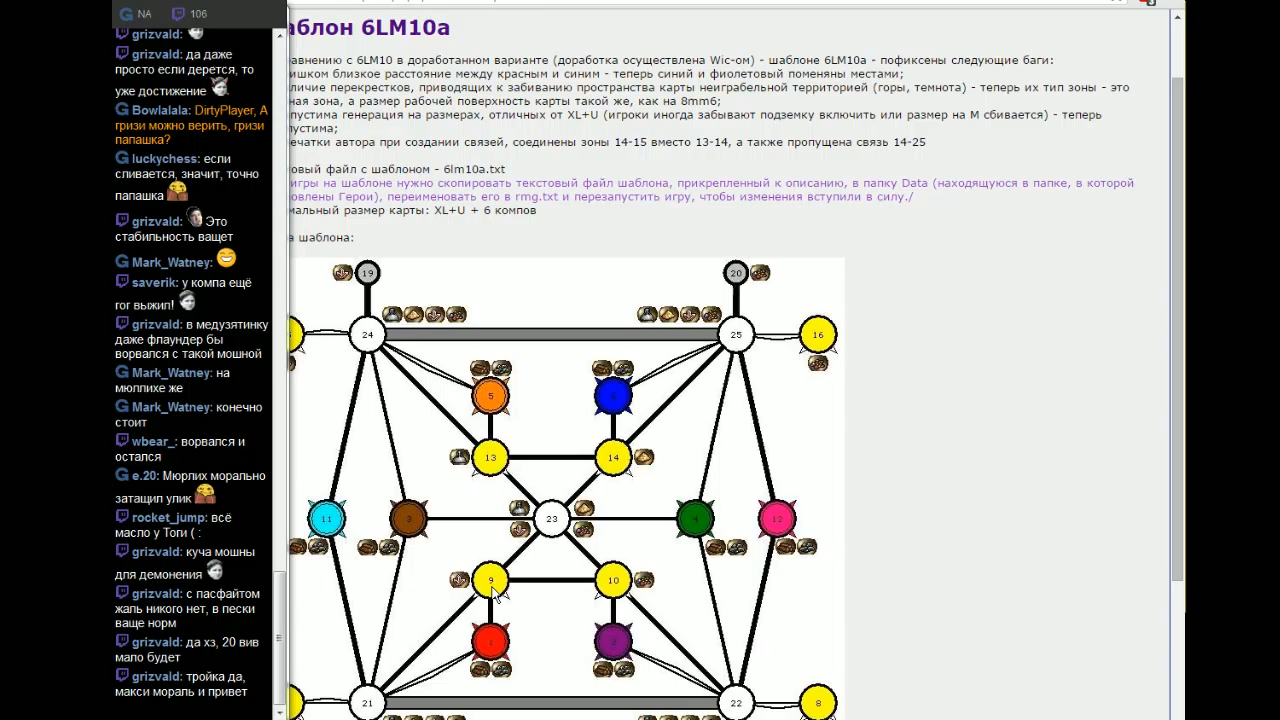 NA 106
grizvald:
grizvald: да даже
просто если дерется, то
уже достижение
Bowlalala: DirtyPlayer, А
гризи можно верить, гризи
папашка?
luckychess: если
сливается, значит, точно
папашка
grizvald: Это
стабильность ващет
Mark_Watney:
saverik: у компа ещё
гог выжип!
grizvald: в медузятинку
даже флаундер бы
ворвался с такой мошной
Mark_Watney: на
мюллихе же
Mark_Watney: конечно
стоит
wbear_: ворвался и
остался
e.20: Мюрлих морально
затащил улик
rocket_jump: всё
масло у Тоги ( :
grizvald: куча мошны
для демонения
grizvald: с пасфайтом
жаль никого нет, в пески
ваще норм
grizvald: да хз, 20 вив
мало будет
grizvald: тройка да,
макси мораль и привет
аблон 6LM10a
авнению с 6LM10 в доработанном варианте (доработка осуществлена Wic-ом) - шаблоне 6LM10a - пофиксены следующие баги:
ишком близкое расстояние между красным и синим - теперь синий и фиолетовый поменяны местами;
личие перекрестков, приводящих к забиванию пространства карты неиграбельной территорией (горы, темнота) - теперь их тип зоны - это
ная зона, а размер рабочей поверхность карты такой же, как на 8mm6;
пустима генерация на размерах, отличных от XL+U (игроки иногда забывают подземку включить или размер на М сбивается) - теперь
пустима;
ечатки автора при создании связей, соединены зоны 14-15 вместо 13-14, а также пропущена связь 14-25
овый файл с шаблоном - 6lm10a.txt
игры на шаблоне нужно скопировать текстовый файл шаблона, прикрепленный к описанию, в папку Data (находящуюся в папке, в которой
овлены Герои), переименовать его в rmg.txt и перезапустить игру, чтобы изменения вступили в силу./
мальный размер карты: XL+U + 6 компов
а шаблона:
19 20
24 25 16
5
13 14
11 3 23 4 12
9 10
1
21 22 8